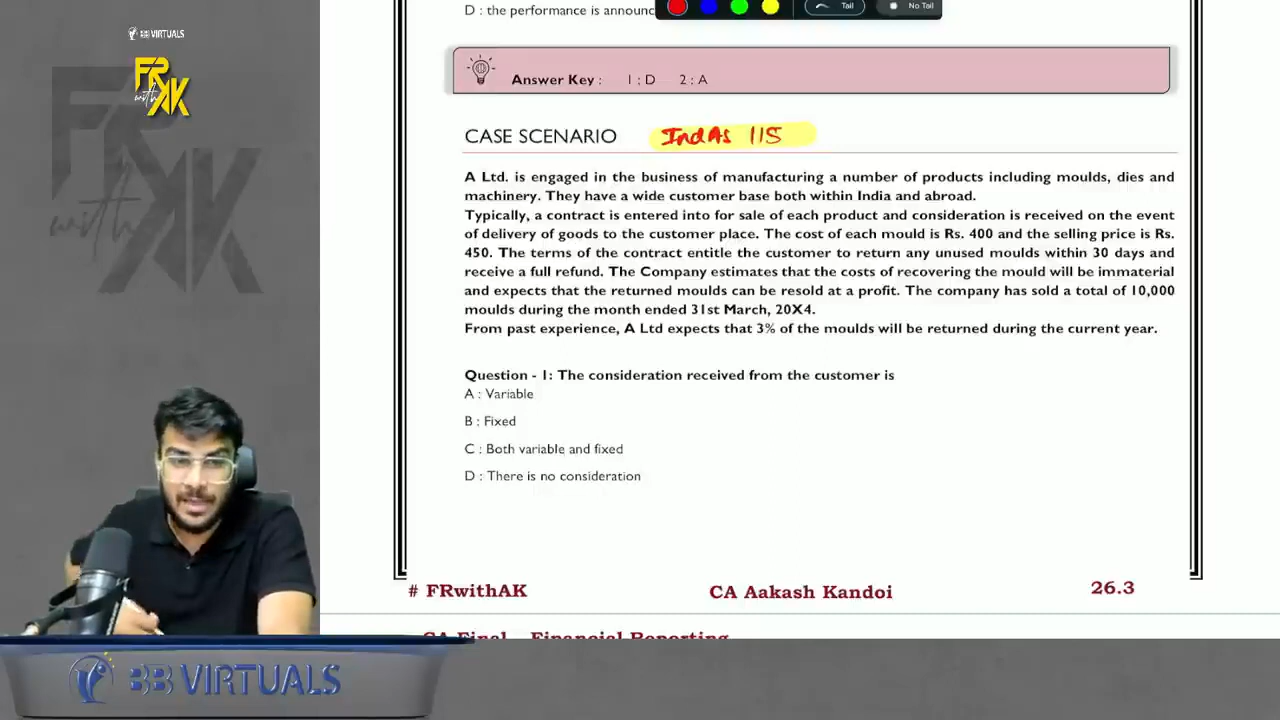 BB VIRTUALS
FR
with
AK
D : the performance is announc
Tail
No Tail
Answer Key : 1 : D 2 : A
CASE SCENARIO IndAs 115
A Ltd. is engaged in the business of manufacturing a number of products including moulds, dies and
machinery. They have a wide customer base both within India and abroad.
Typically, a contract is entered into for sale of each product and consideration is received on the event
of delivery of goods to the customer place. The cost of each mould is Rs. 400 and the selling price is Rs.
450. The terms of the contract entitle the customer to return any unused moulds within 30 days and
receive a full refund. The Company estimates that the costs of recovering the mould will be immaterial
and expects that the returned moulds can be resold at a profit. The company has sold a total of 10,000
moulds during the month ended 31st March, 20X4.
From past experience, A Ltd expects that 3% of the moulds will be returned during the current year.
Question - 1: The consideration received from the customer is
A : Variable
B : Fixed
C : Both variable and fixed
D : There is no consideration
# FRwithAK CA Aakash Kandoi 26.3
CA Final - Financial Reporting
BB VIRTUALS